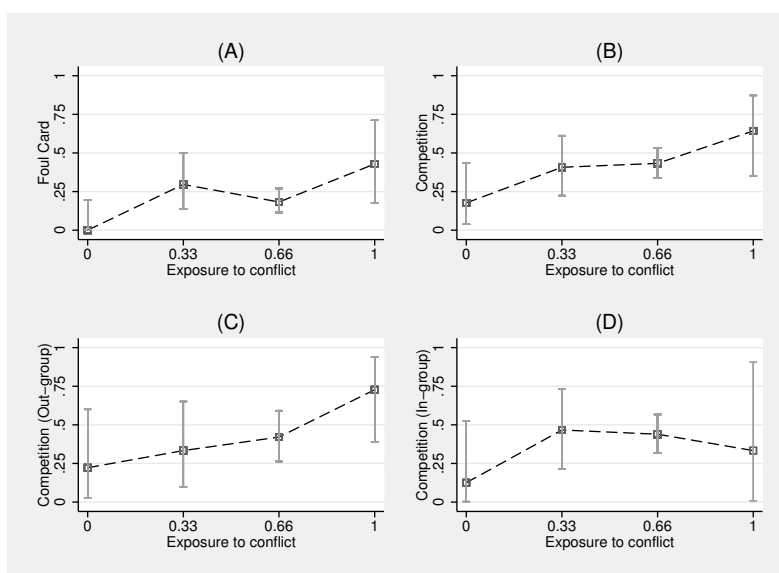 (A)
Foul Card
0 .25 .5 .75 1
0 0.33 0.66 1
Exposure to conflict
(B)
Competition
0 .25 .5 .75 1
0 0.33 0.66 1
Exposure to conflict
(C)
Competition (Out−group)
0 .25 .5 .75 1
0 0.33 0.66 1
Exposure to conflict
(D)
Competition (In−group)
0 .25 .5 .75 1
0 0.33 0.66 1
Exposure to conflict